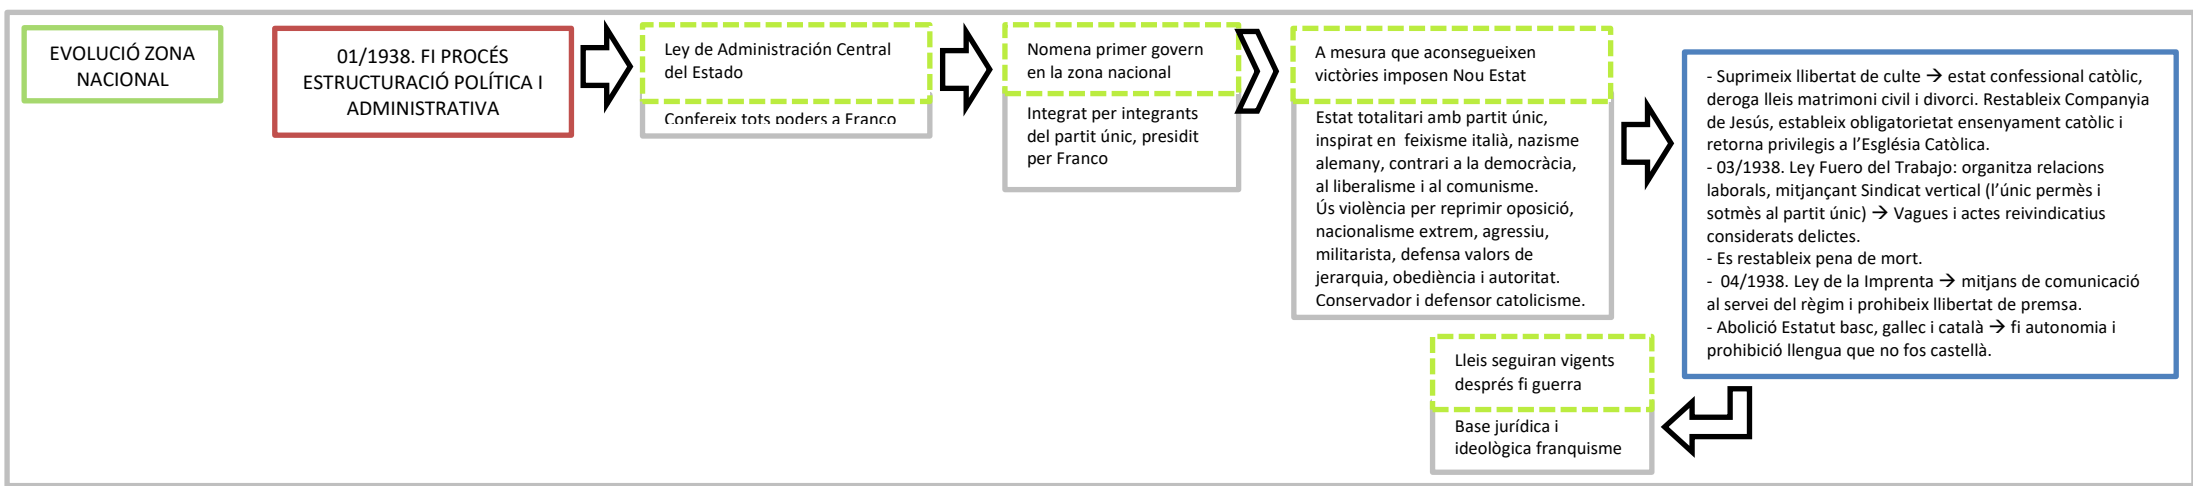 EVOLUCIÓ ZONA
NACIONAL
01/1938. FI PROCÉS
ESTRUCTURACIÓ POLÍTICA I
ADMINISTRATIVA
Ley de Administración Central
del Estado
Confereix tots poders a Franco
Nomena primer govern
en la zona nacional
Integrat per integrants
del partit únic, presidit
per Franco
A mesura que aconsegueixen
victòries imposen Nou Estat
Estat totalitari amb partit únic,
inspirat en feixisme italià, nazisme
alemany, contrari a la democràcia,
al liberalisme i al comunisme.
Ús violència per reprimir oposició,
nacionalisme extrem, agressiu,
militarista, defensa valors de
jerarquia, obediència i autoritat.
Conservador i defensor catolicisme.
- Suprimeix llibertat de culte → estat confessional catòlic,
deroga lleis matrimoni civil i divorci. Restableix Companyia
de Jesús, estableix obligatorietat ensenyament catòlic i
retorna privilegis a l’Església Catòlica.
- 03/1938. Ley Fuero del Trabajo: organitza relacions
laborals, mitjançant Sindicat vertical (l’únic permès i
sotmès al partit únic) → Vagues i actes reivindicatius
considerats delictes.
- Es restableix pena de mort.
- 04/1938. Ley de la Imprenta → mitjans de comunicació
al servei del règim i prohibeix llibertat de premsa.
- Abolició Estatut basc, gallec i català → fi autonomia i
prohibició llengua que no fos castellà.
Lleis seguiran vigents
després fi guerra
Base jurídica i
ideològica franquisme